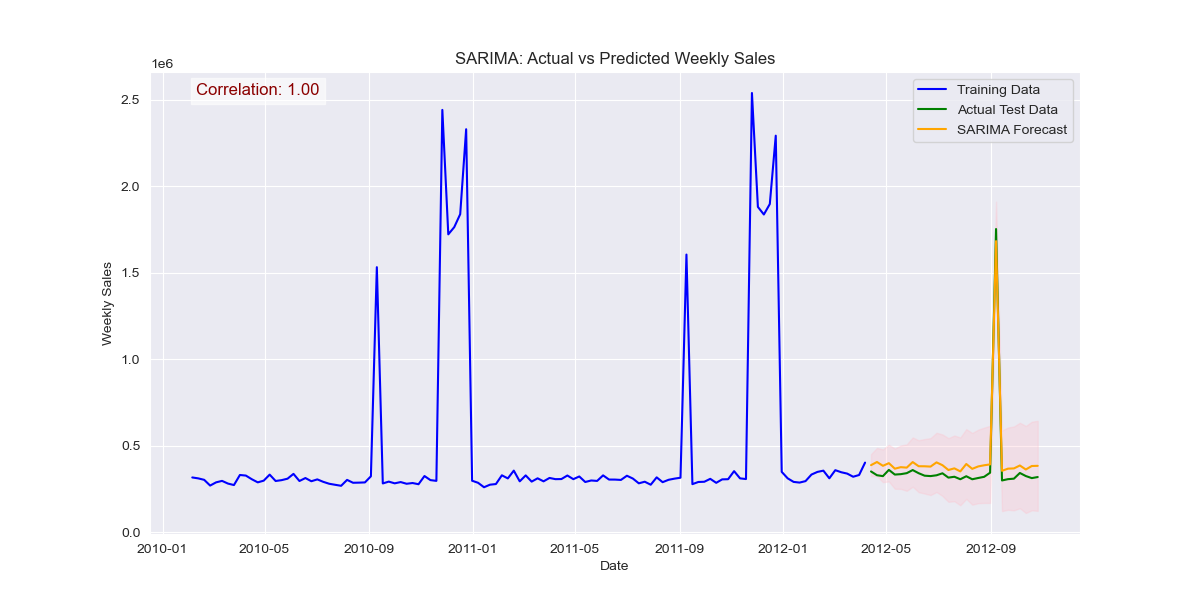 SARIMA: Actual vs Predicted Weekly Sales
1e6
Correlation: 1.00
Training Data
Actual Test Data
SARIMA Forecast
2.5
2.0
1.5
1.0
0.5
0.0
Weekly Sales
2010-01 2010-05 2010-09 2011-01 2011-05 2011-09 2012-01 2012-05 2012-09
Date